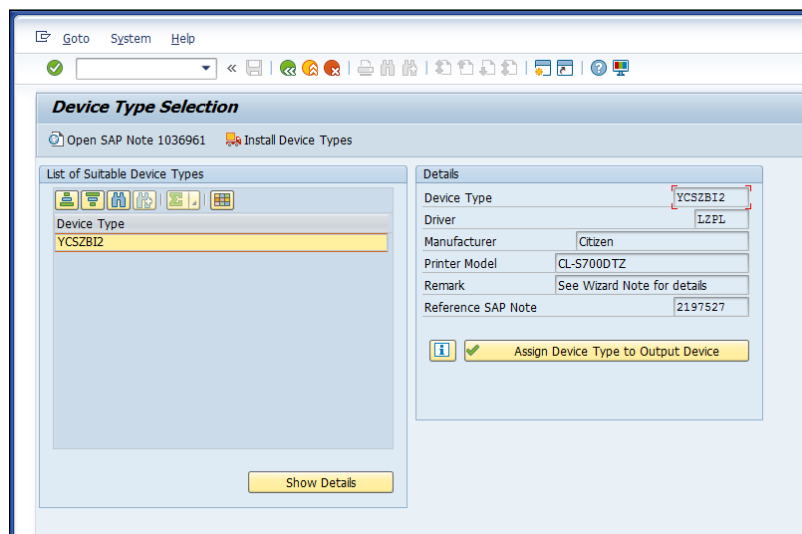 Goto System Help
Device Type Selection
Open SAP Note 1036961 Install Device Types
List of Suitable Device Types
Device Type
YCSZBI2
Show Details
Details
Device Type YCSZBI2
Driver LZPL
Manufacturer Citizen
Printer Model CL-S700DTZ
Remark See Wizard Note for details
Reference SAP Note 2197527
Assign Device Type to Output Device